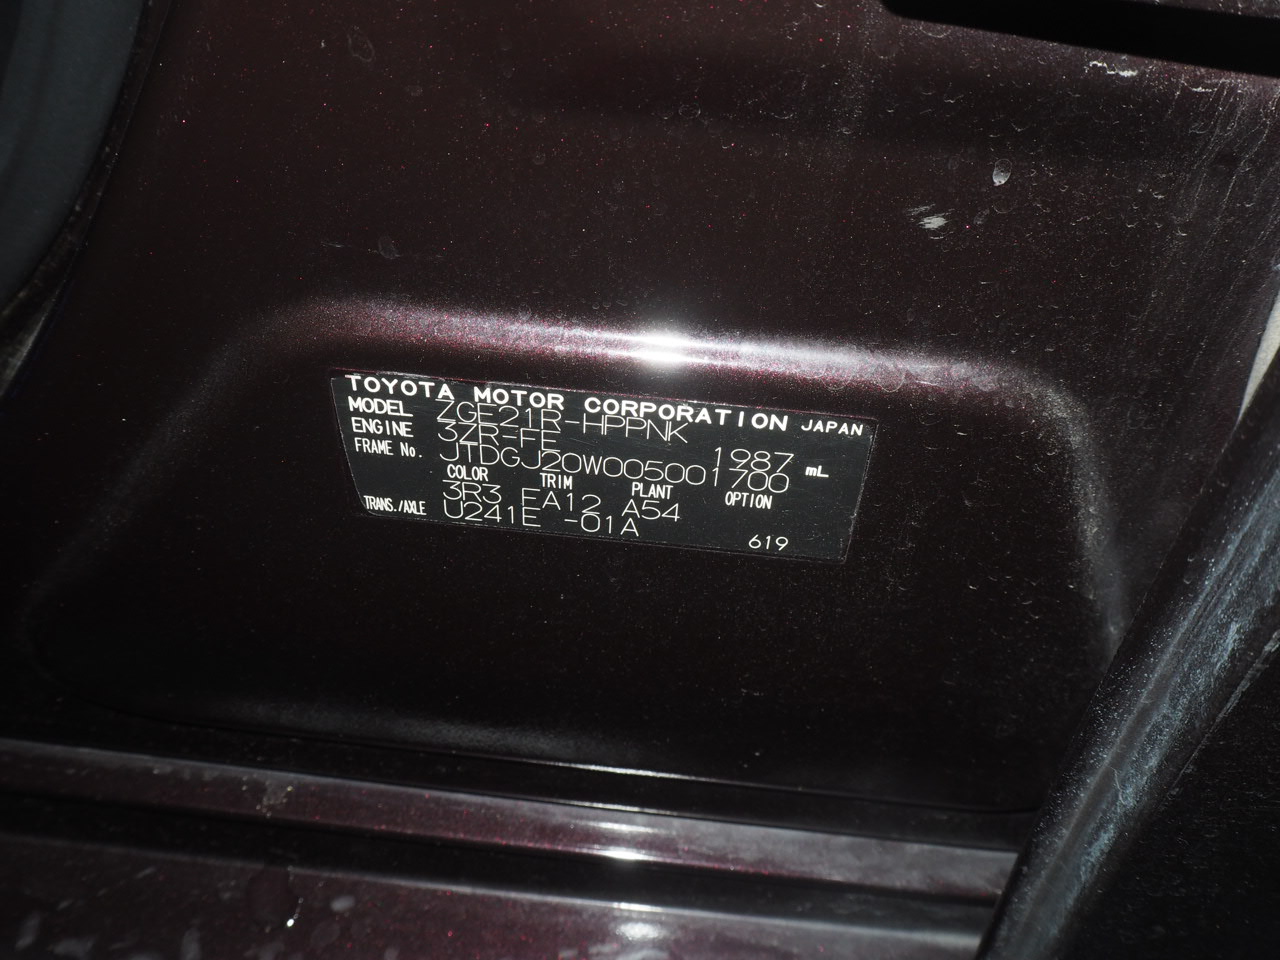 TOYOTA MOTOR CORPORATION JAPAN
MODEL ZGE21R-HPPNK
ENGINE 3ZR-FE 1987 mL
FRAME No. JTDGJ20W005001700
COLOR TRIM PLANT OPTION
3R3 EA12 A54
TRANS./AXLE U241E -01A
619